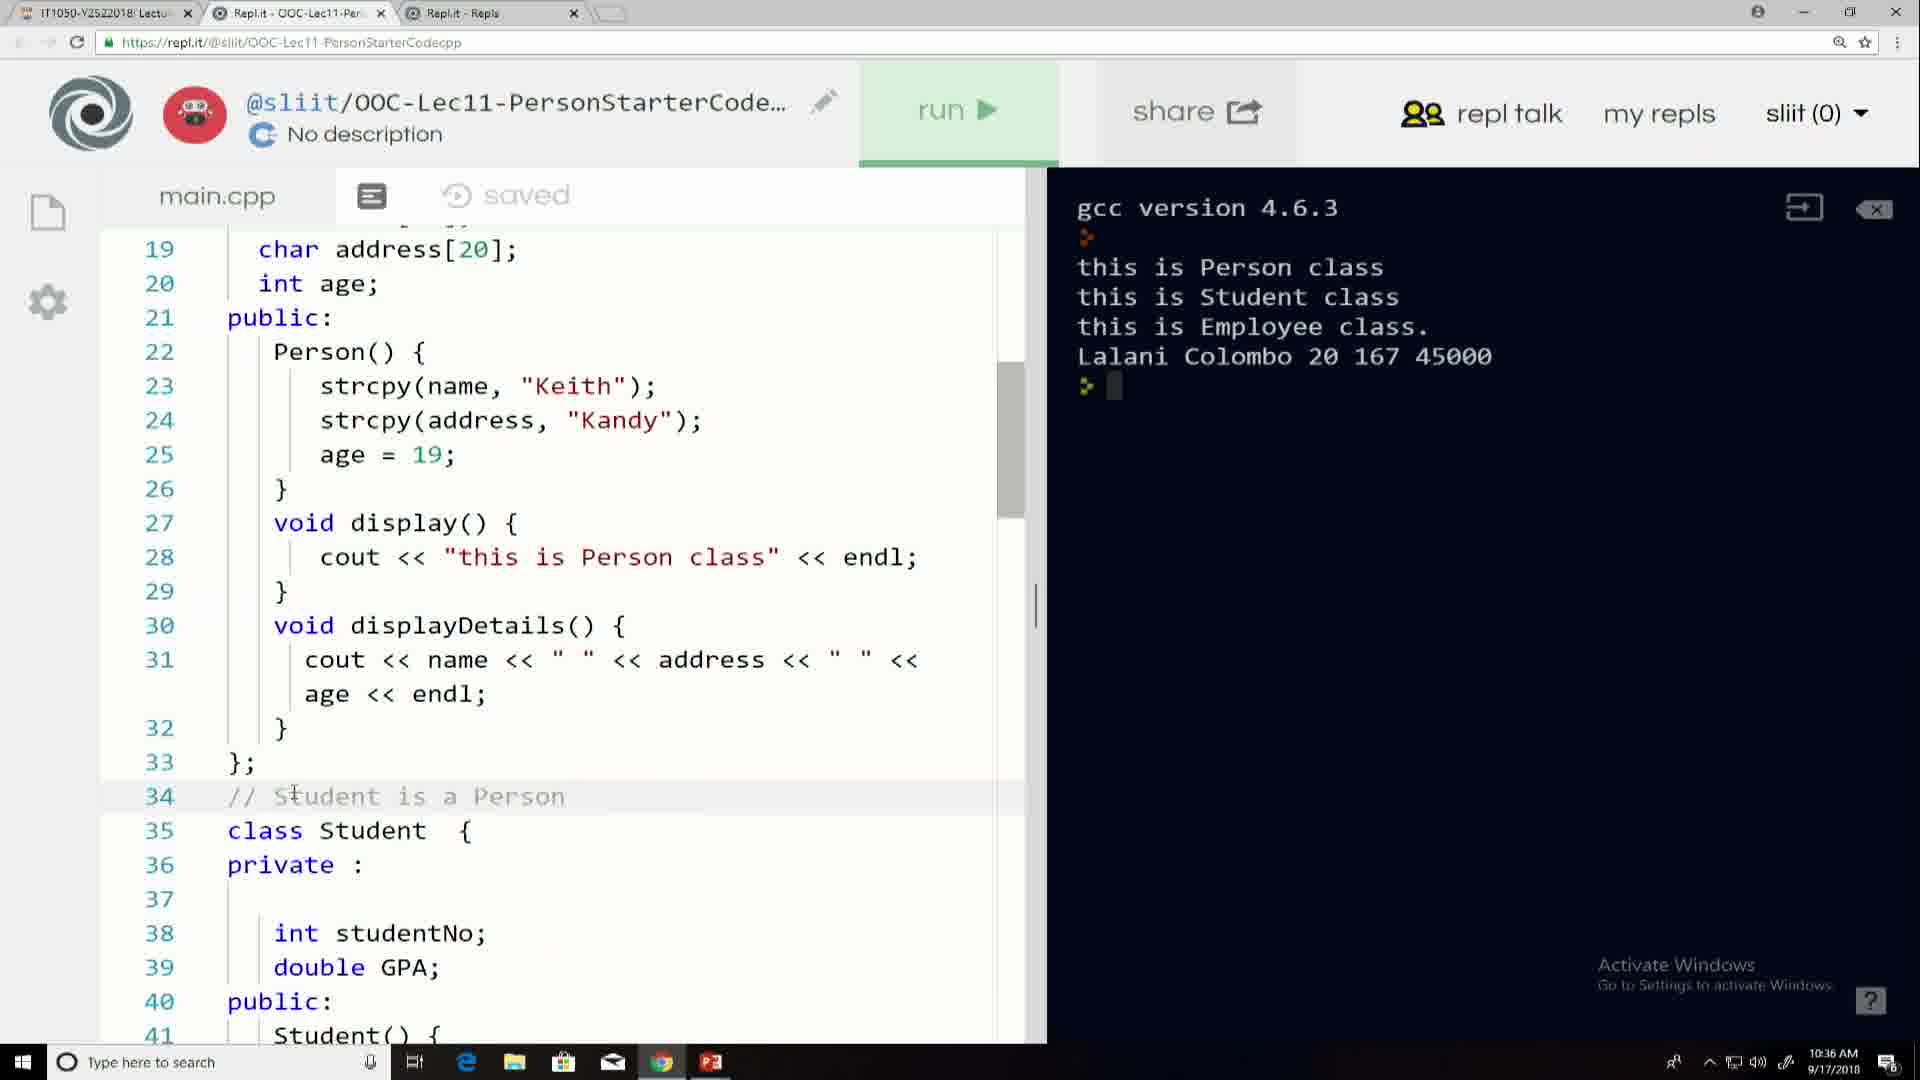 IT1050-Y2S22018: Lectu
Repl.it - OOC-Lec11-Per
Repl.it - Repls
https://repl.it/@sliit/OOC-Lec11-PersonStarterCodecpp
@sliit/OOC-Lec11-PersonStarterCode...
No description
run
share
repl talk
my repls
sliit (0)
main.cpp
saved
19 char address[20];
20 int age;
21 public:
22 Person() {
23 strcpy(name, "Keith");
24 strcpy(address, "Kandy");
25 age = 19;
26 }
27 void display() {
28 cout << "this is Person class" << endl;
29 }
30 void displayDetails() {
31 cout << name << " " << address << " " <<
age << endl;
32 }
33 };
34 // Student is a Person
35 class Student  {
36 private :
37
38 int studentNo;
39 double GPA;
40 public:
41 Student() {
gcc version 4.6.3
this is Person class
this is Student class
this is Employee class.
Lalani Colombo 20 167 45000
Activate Windows
Go to Settings to activate Windows.
?
Type here to search
10:36 AM
9/17/2018